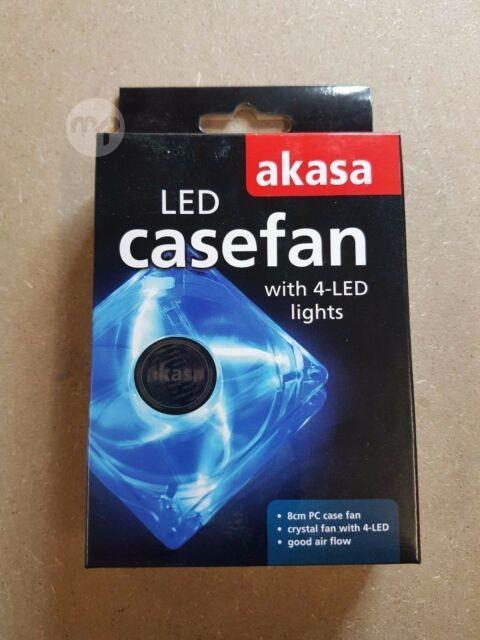 mp
akasa
LED
casefan
with 4-LED
lights
akasa
• 8cm PC case fan
• crystal fan with 4-LED
• good air flow